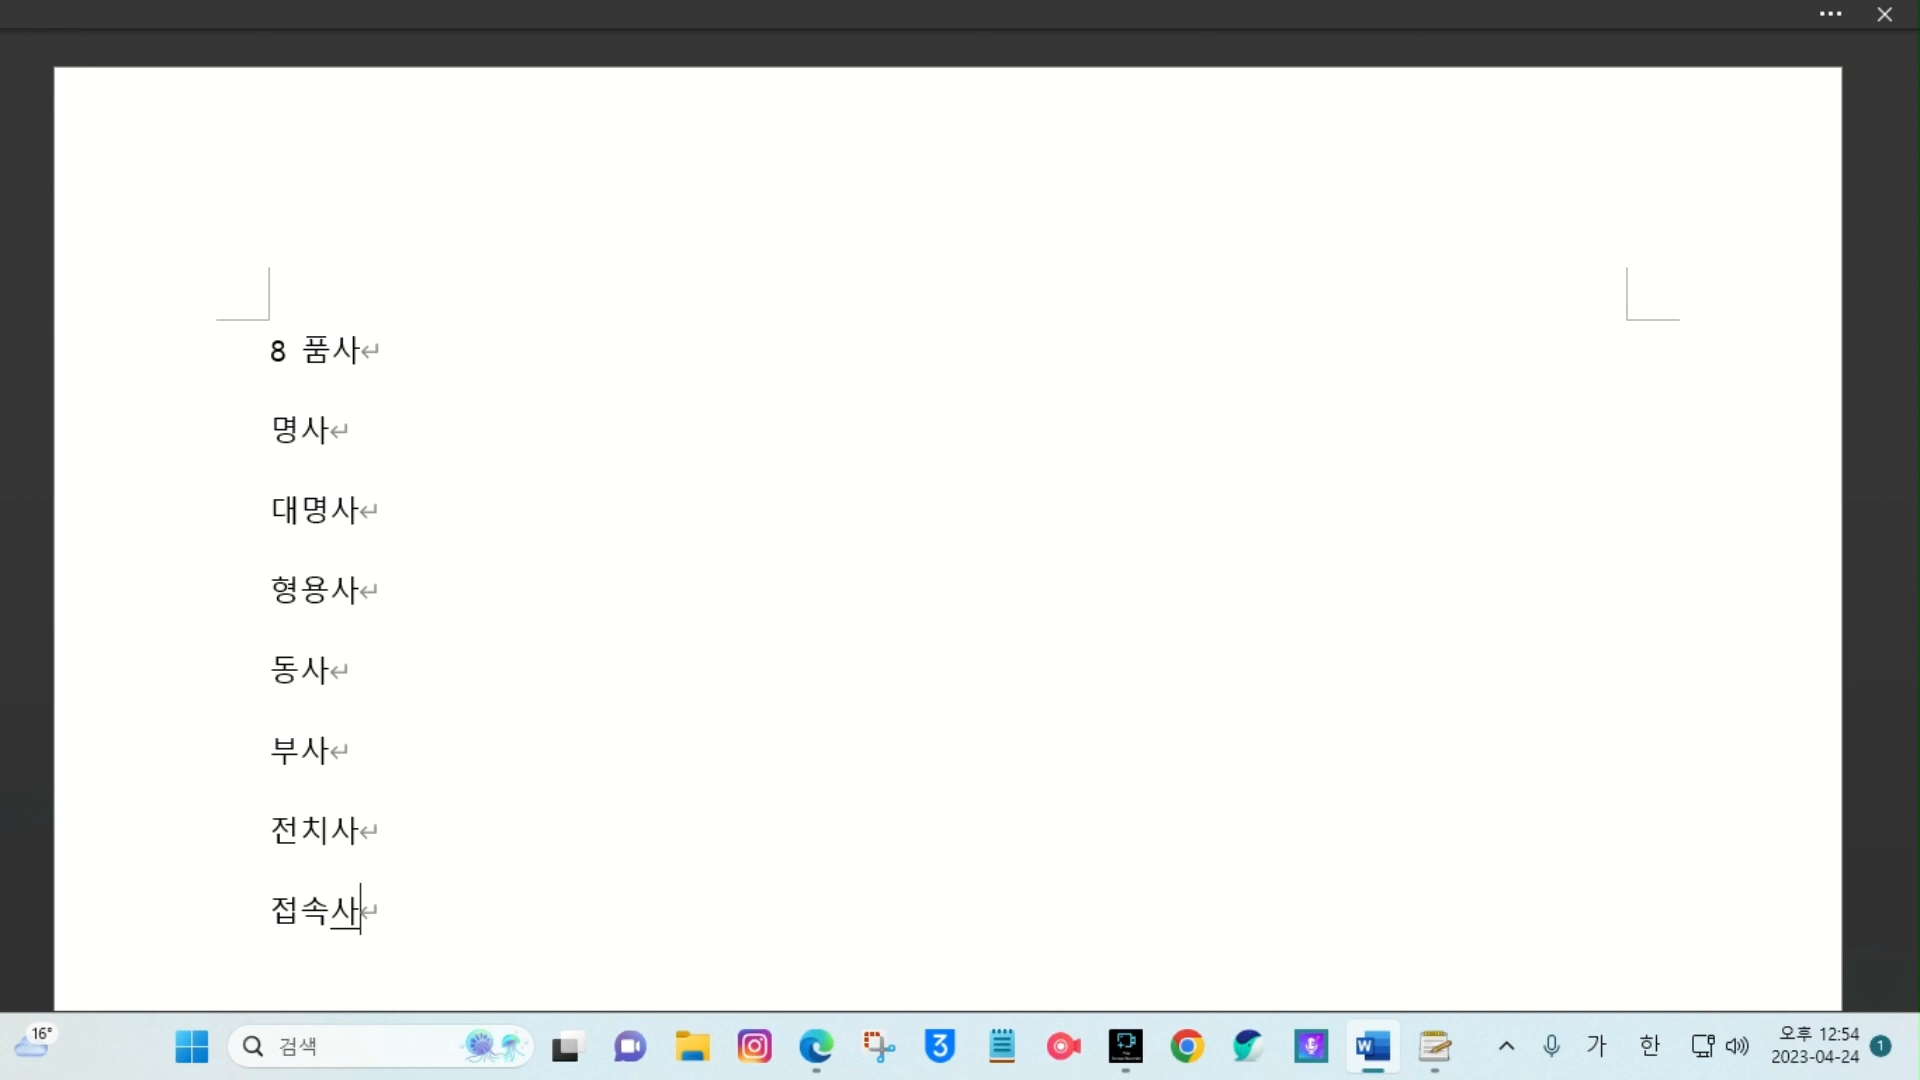 8 품사
명사
대명사
형용사
동사
부사
전치사
접속사
16°
검색
가
한
오후 12:54
2023-04-24
1